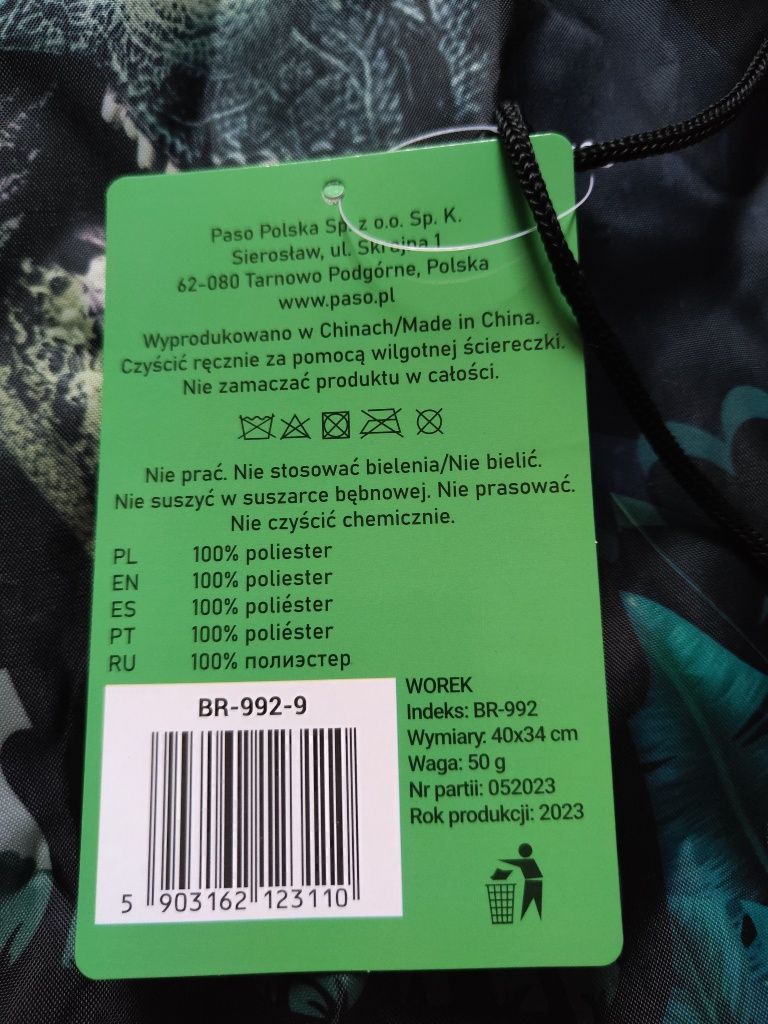 Paso Polska Sp. z o.o. Sp. K.
Sierosław, ul. Skrajna 1
62-080 Tarnowo Podgórne, Polska
www.paso.pl
Wyprodukowano w Chinach/Made in China.
Czyścić ręcznie za pomocą wilgotnej ściereczki.
Nie zamaczać produktu w całości.
Nie prać. Nie stosować bielenia/Nie bielić.
Nie suszyć w suszarce bębnowej. Nie prasować.
Nie czyścić chemicznie.
PL 100% poliester
EN 100% poliester
ES 100% poliéster
PT 100% poliéster
RU 100% полиэстер
BR-992-9
5 903162 123110
WOREK
Indeks: BR-992
Wymiary: 40x34 cm
Waga: 50 g
Nr partii: 052023
Rok produkcji: 2023